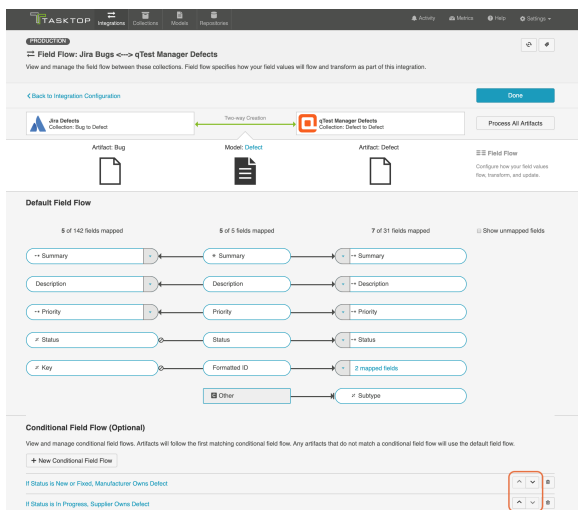 TASKTOP
Integrations
Collections
Models
Repositories
Activity
Metrics
Help
Settings
PRODUCTION
Field Flow: Jira Bugs <--> qTest Manager Defects
View and manage the field flow between these collections. Field flow specifies how your field values will flow and transform as part of this integration.
Back to Integration Configuration
Done
Jira Defects
Collection: Bug to Defect
Two-way Creation
qTest Manager Defects
Collection: Defect to Defect
Process All Artifacts
Artifact: Bug
Model: Defect
Artifact: Defect
Field Flow
Configure how your field values
flow, transform, and update.
Default Field Flow
5 of 142 fields mapped
5 of 5 fields mapped
7 of 31 fields mapped
Show unmapped fields
Summary
Summary
Summary
Description
Description
Description
Priority
Priority
Priority
Status
Status
Status
Key
Formatted ID
2 mapped fields
Other
Subtype
Conditional Field Flow (Optional)
View and manage conditional field flows. Artifacts will follow the first matching conditional field flow. Any artifacts that do not match a conditional field flow will use the default field flow.
+ New Conditional Field Flow
If Status is New or Fixed, Manufacturer Owns Defect
If Status is In Progress, Supplier Owns Defect